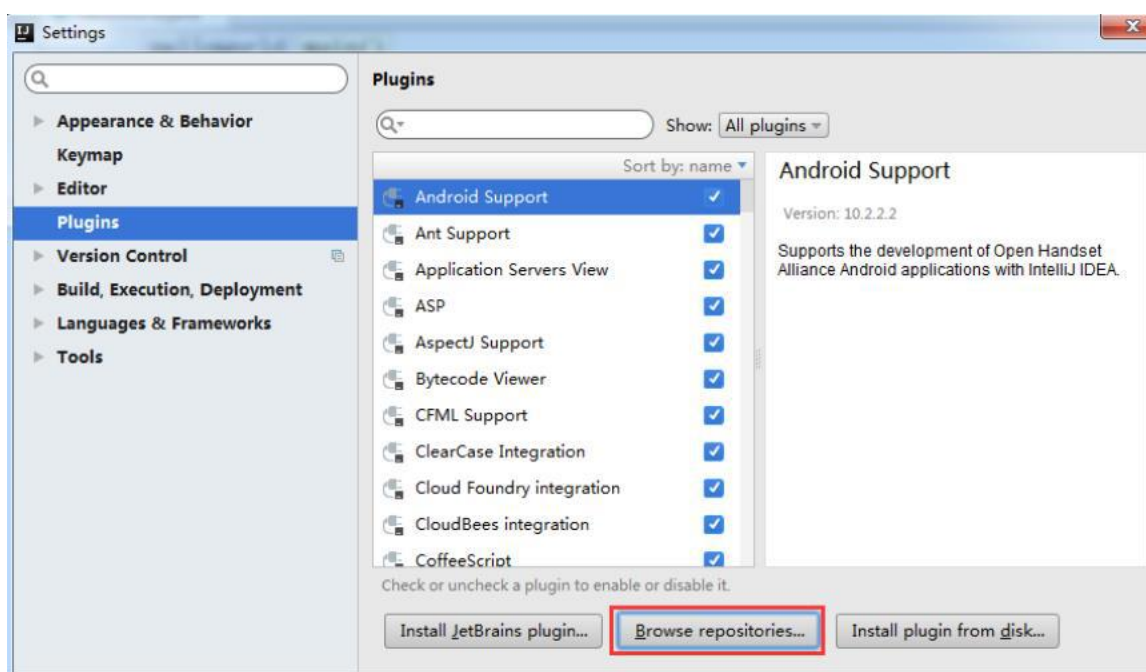 Settings
Plugins
Appearance & Behavior
Keymap
Editor
Plugins
Version Control
Build, Execution, Deployment
Languages & Frameworks
Tools
Show: All plugins
Sort by: name
Android Support
Ant Support
Application Servers View
ASP
AspectJ Support
Bytecode Viewer
CFML Support
ClearCase Integration
Cloud Foundry integration
CloudBees integration
CoffeeScript
Android Support
Version: 10.2.2.2
Supports the development of Open Handset
Alliance Android applications with IntelliJ IDEA.
Check or uncheck a plugin to enable or disable it.
Install JetBrains plugin...
Browse repositories...
Install plugin from disk...